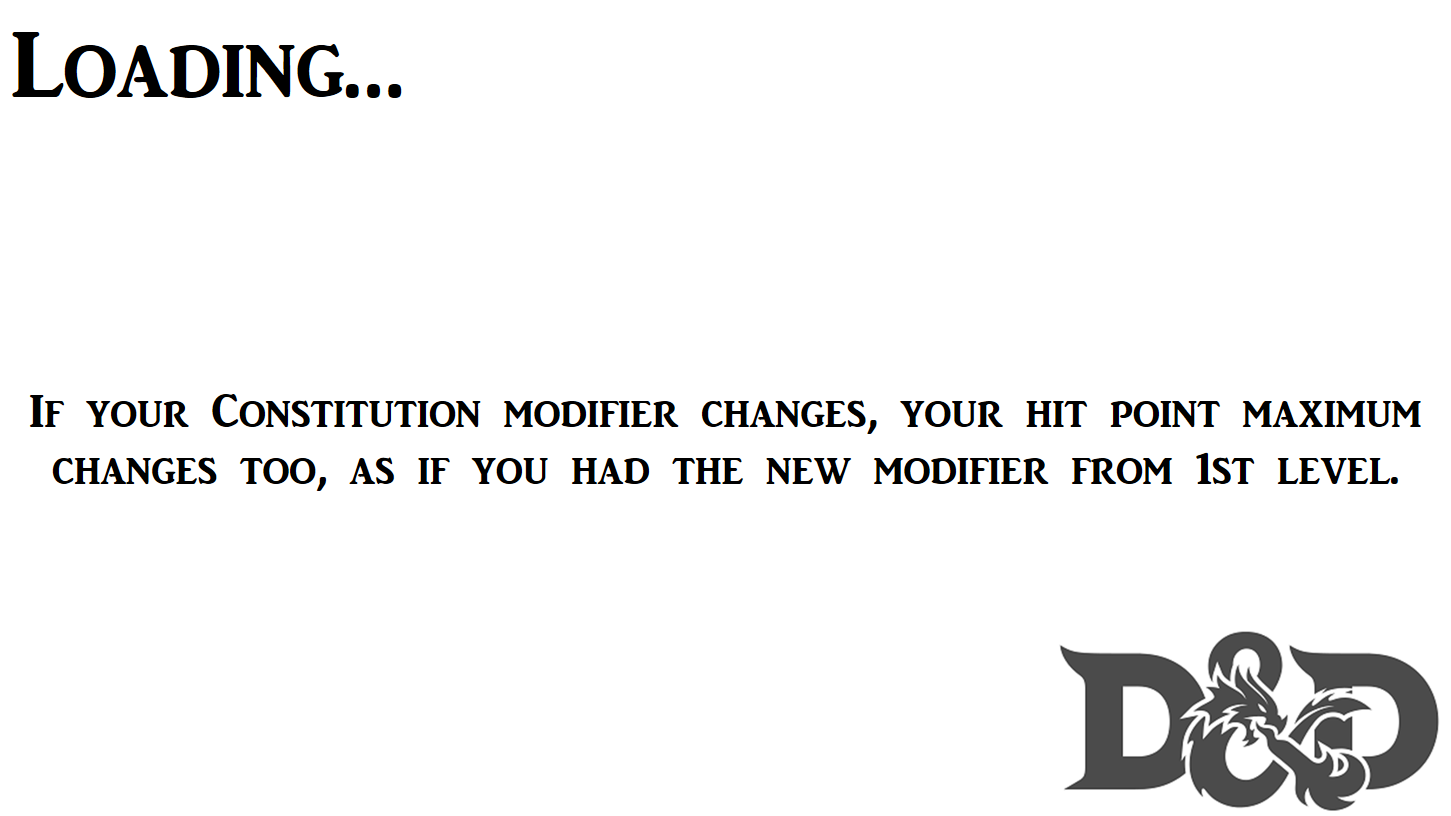 Loading...
If your Constitution modifier changes, your hit point maximum
changes too, as if you had the new modifier from 1st level.
D&D